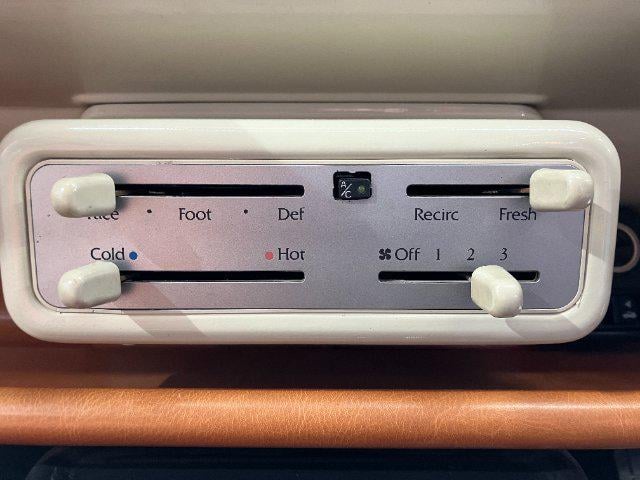 A/C
• Foot • Def
Recirc Fresh
Cold Hot
Off 1 2 3